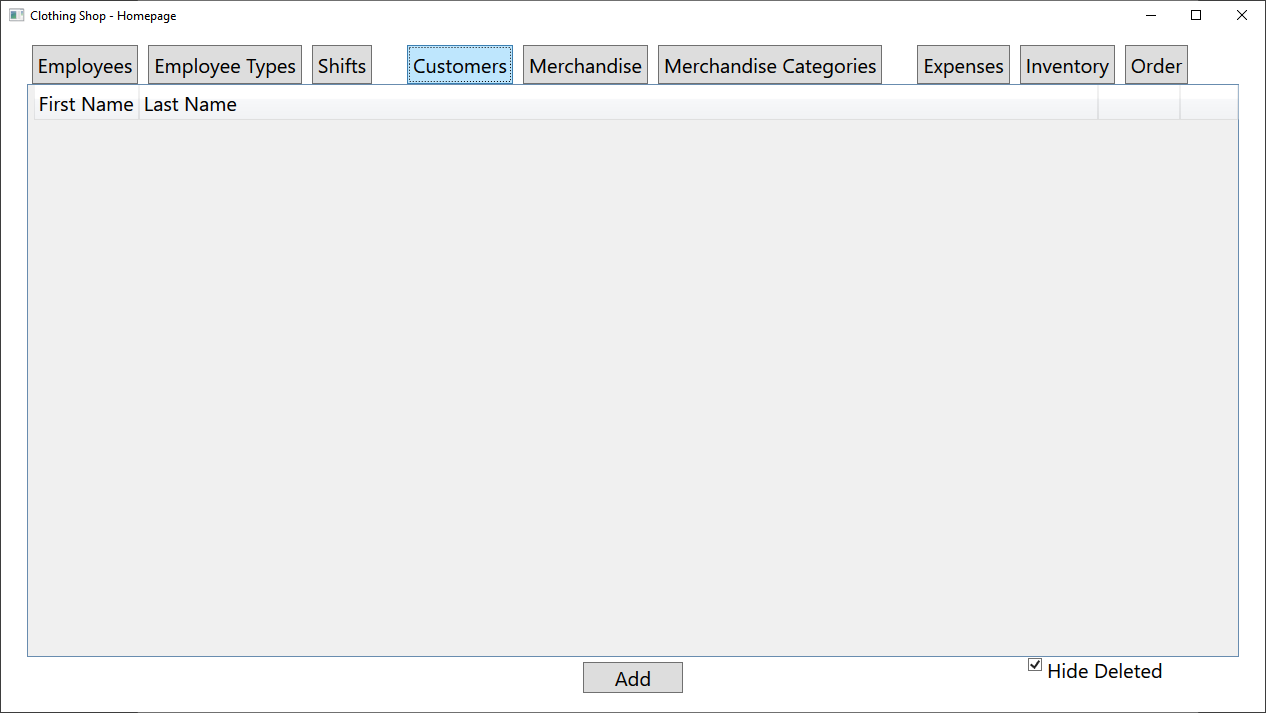 Clothing Shop - Homepage
Employees Employee Types Shifts Customers Merchandise Merchandise Categories Expenses Inventory Order
First Name Last Name
Add
Hide Deleted